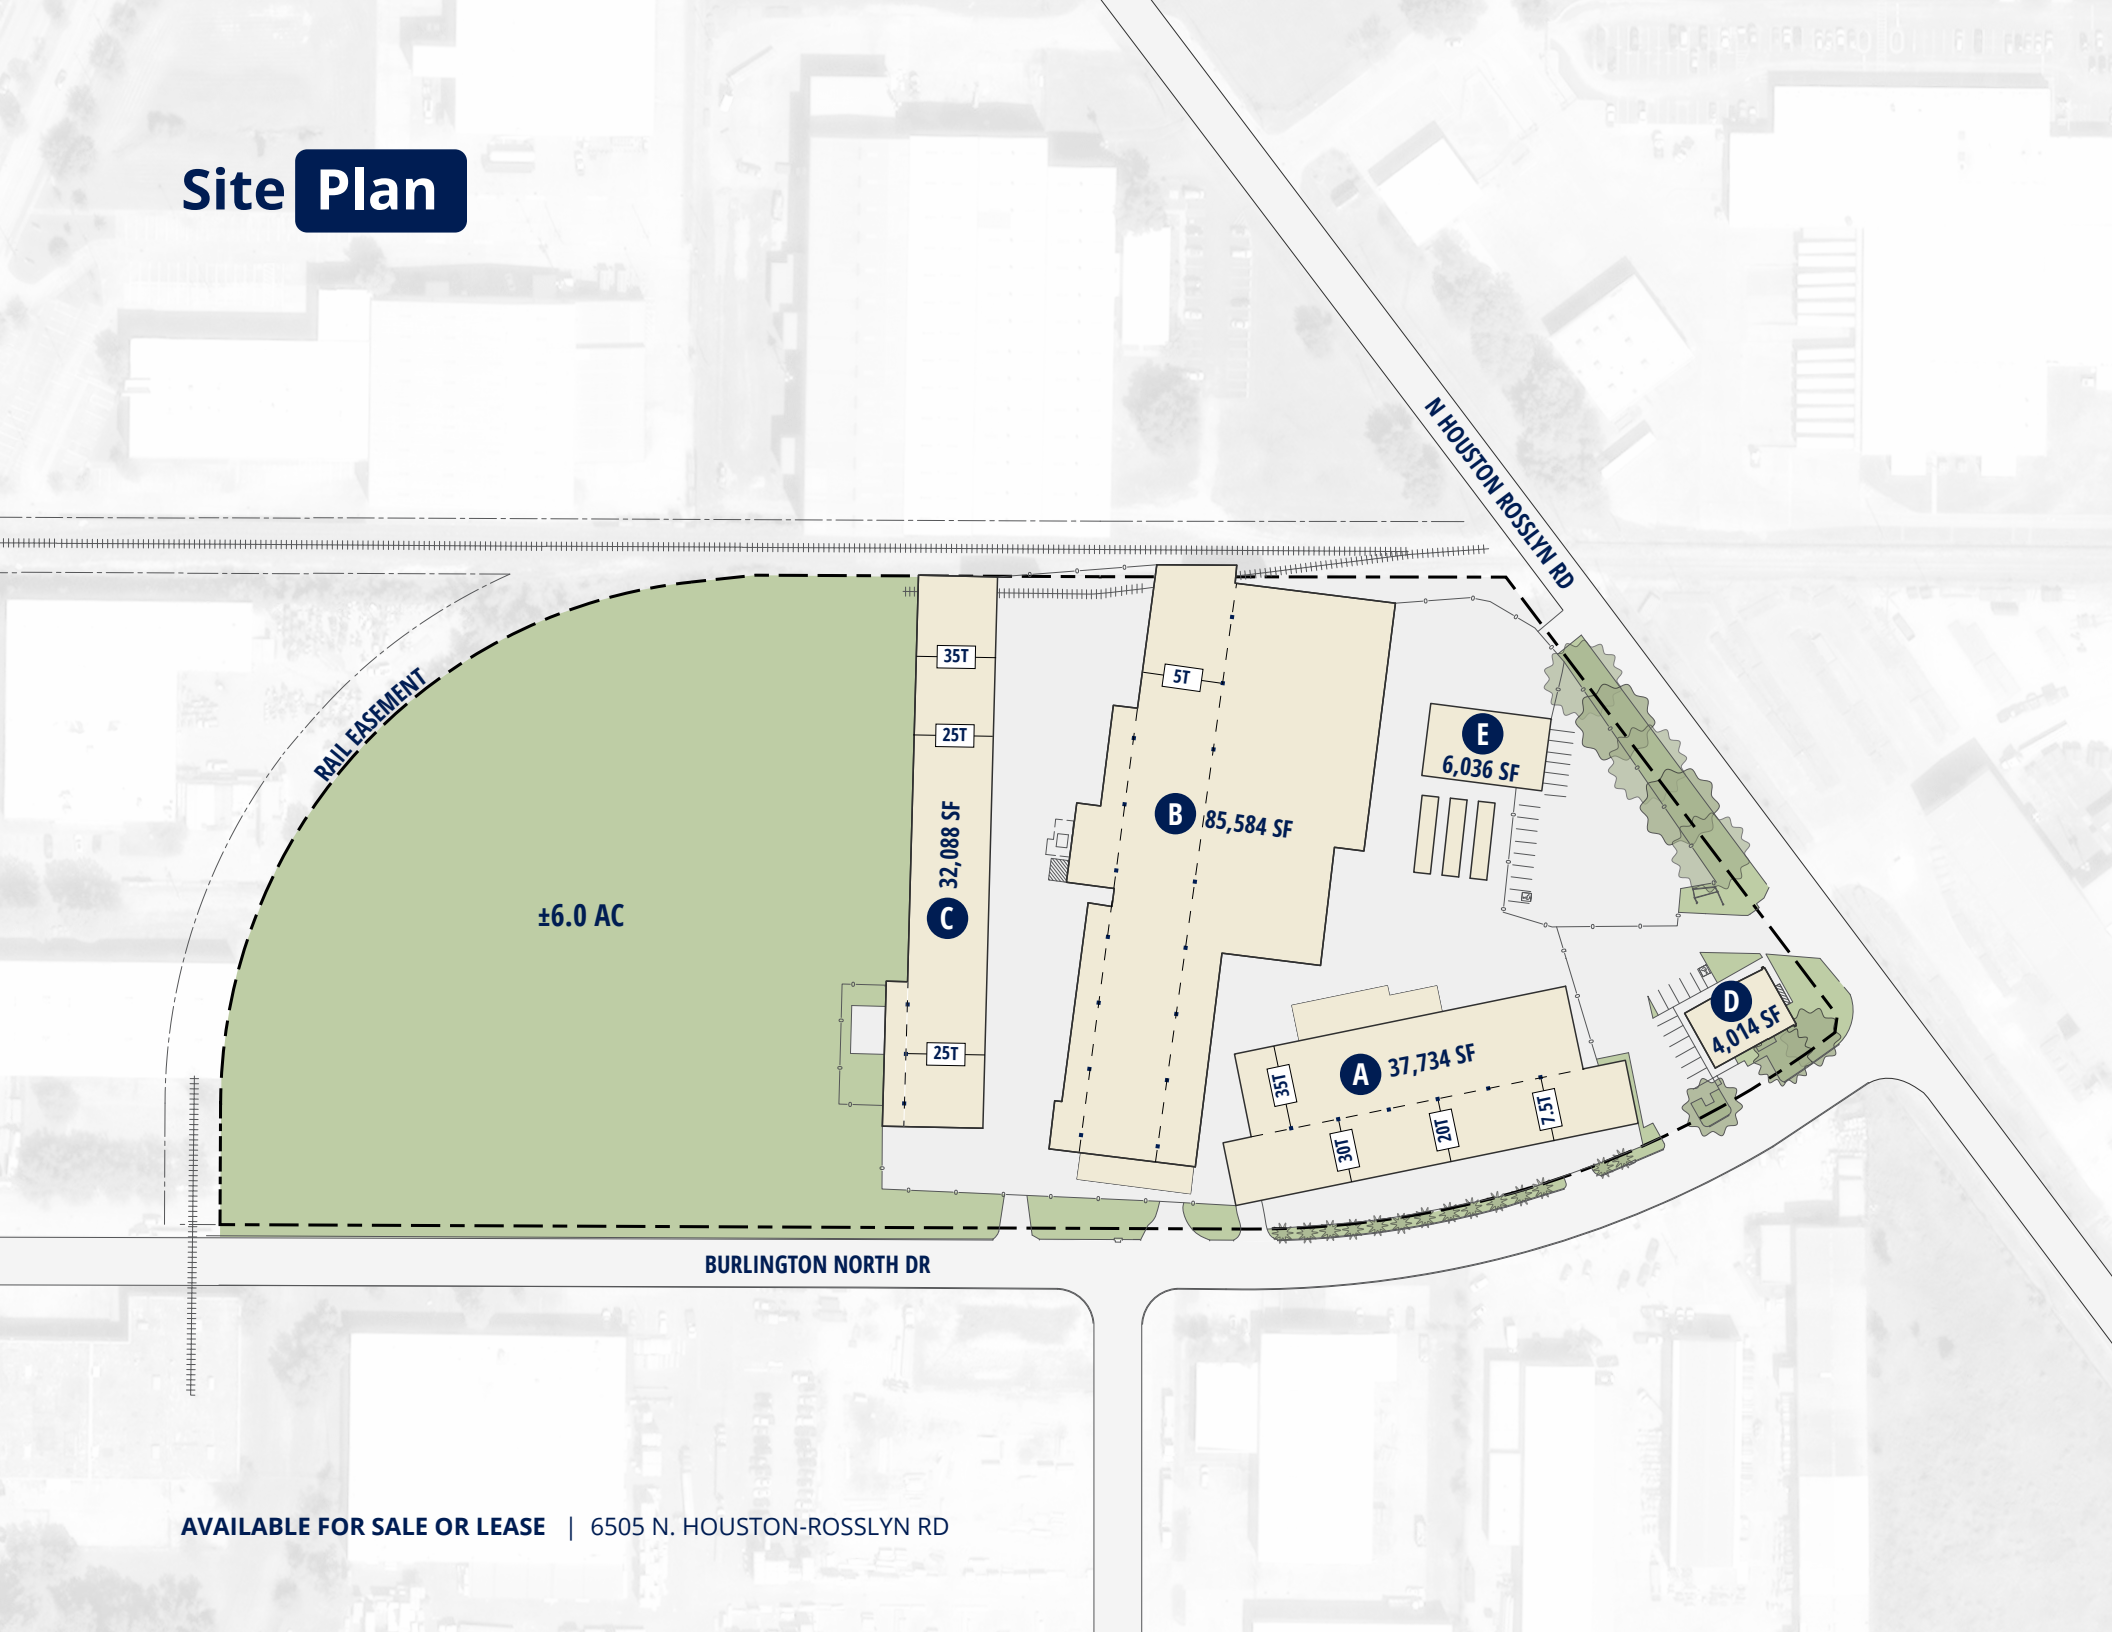 Site Plan
N HOUSTON ROSSLYN RD
RAIL EASEMENT
35T
5T
25T
E
6,036 SF
B 85,584 SF
32,088 SF
C
±6.0 AC
D
4,014 SF
25T
A 37,734 SF
35T
30T
20T
7.5T
BURLINGTON NORTH DR
AVAILABLE FOR SALE OR LEASE | 6505 N. HOUSTON-ROSSLYN RD